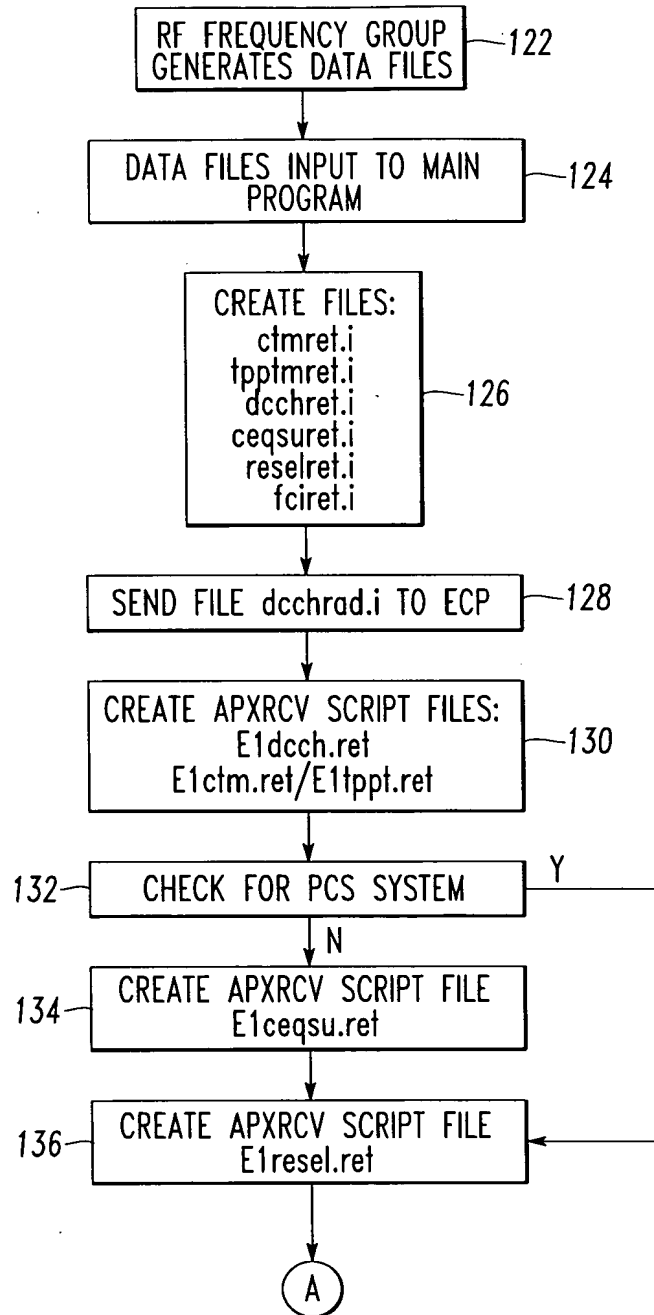 RF FREQUENCY GROUP
GENERATES DATA FILES
122
DATA FILES INPUT TO MAIN
PROGRAM
124
CREATE FILES:
ctmret.i
tpptmret.i
dcchret.i
ceqsuret.i
reselret.i
fciret.i
126
SEND FILE dcchrad.i TO ECP
128
CREATE APXRCV SCRIPT FILES:
E1dcch.ret
E1ctm.ret/E1tppt.ret
130
132
CHECK FOR PCS SYSTEM
Y
N
134
CREATE APXRCV SCRIPT FILE
E1ceqsu.ret
136
CREATE APXRCV SCRIPT FILE
E1resel.ret
A